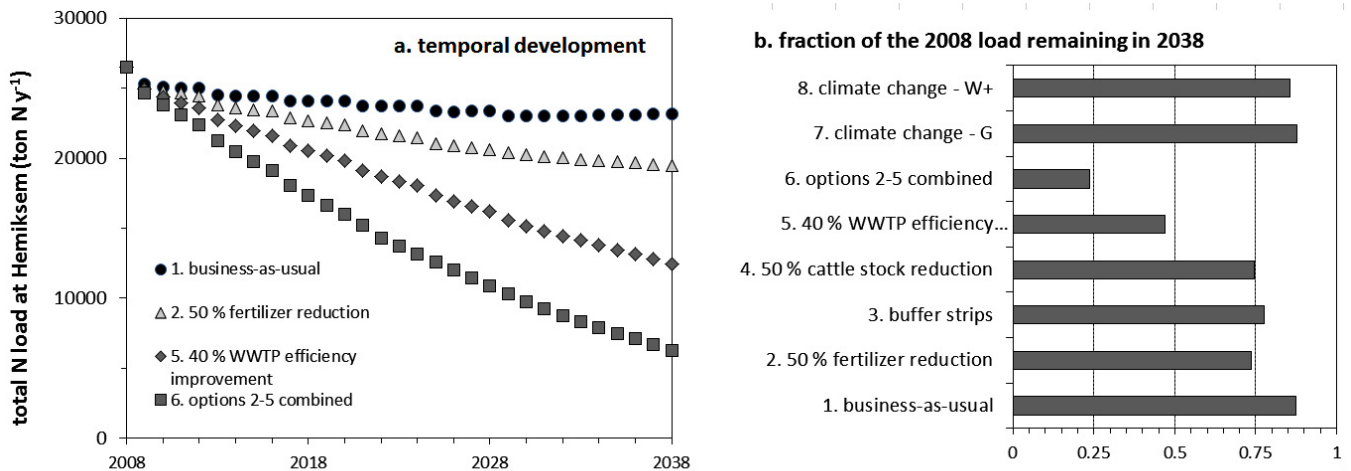 total N load at Hemiksem (ton N y-1)
30000
20000
10000
0
a. temporal development
1. business-as-usual
2. 50 % fertilizer reduction
5. 40 % WWTP efficiency
improvement
6. options 2-5 combined
2008
2018
2028
2038
b. fraction of the 2008 load remaining in 2038
8. climate change - W+
7. climate change - G
6. options 2-5 combined
5. 40 % WWTP efficiency...
4. 50 % cattle stock reduction
3. buffer strips
2. 50 % fertilizer reduction
1. business-as-usual
0
0.25
0.5
0.75
1